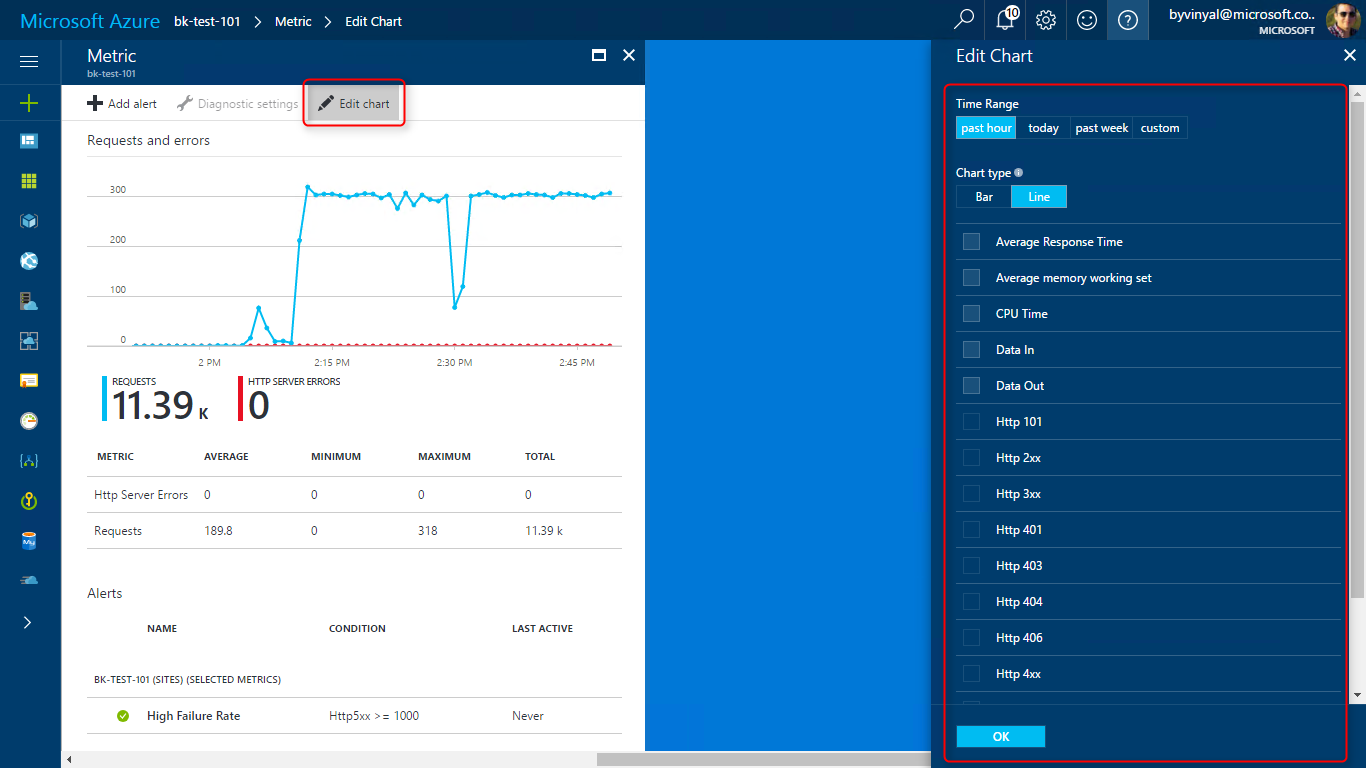 Microsoft Azure bk-test-101 > Metric > Edit Chart
10
byvinyal@microsoft.co..
MICROSOFT
Metric
bk-test-101
Add alert
Diagnostic settings
Edit chart
Requests and errors
300
200
100
0
2 PM 2:15 PM 2:30 PM 2:45 PM
REQUESTS
11.39 K
HTTP SERVER ERRORS
0
METRIC AVERAGE MINIMUM MAXIMUM TOTAL
Http Server Errors 0 0 0 0
Requests 189.8 0 318 11.39 k
Alerts
NAME CONDITION LAST ACTIVE
BK-TEST-101 (SITES) (SELECTED METRICS)
High Failure Rate Http5xx >= 1000 Never
My
Edit Chart
Time Range
past hour today past week custom
Chart type
Bar Line
Average Response Time
Average memory working set
CPU Time
Data In
Data Out
Http 101
Http 2xx
Http 3xx
Http 401
Http 403
Http 404
Http 406
Http 4xx
OK